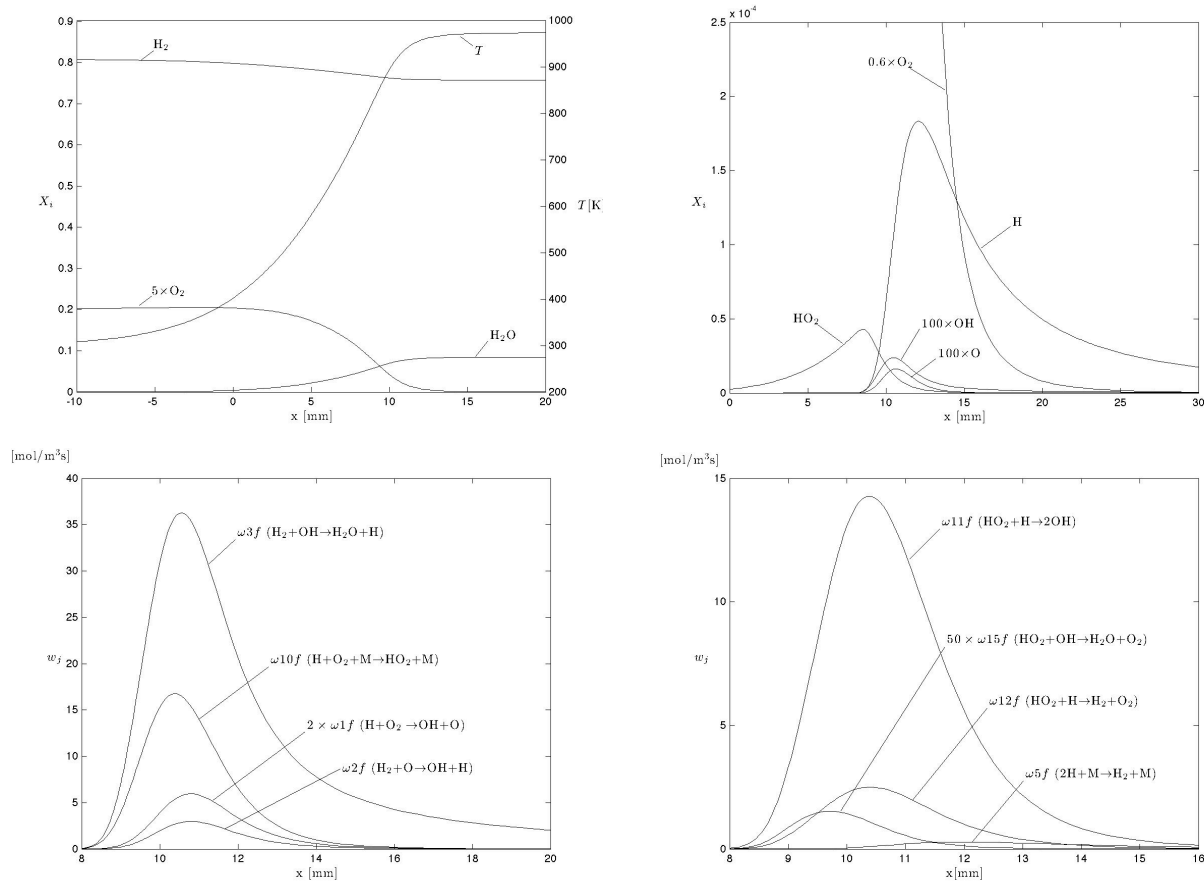 0.9
0.8
0.7
0.6
0.5
X_i
0.4
0.3
0.2
0.1
0
1000
900
800
700
600
T[K]
500
400
300
200
H₂
T
5×O₂
H₂O
-10 -5 0 5 10 15 20
x [mm]
x 10⁻⁴
2.5
2
1.5
X_i
1
0.5
0
0.6×O₂
H
HO₂
100×OH
100×O
0 5 10 15 20 25 30
x [mm]
[mol/m³s]
40
35
30
25
w_j
20
15
10
5
0
ω3f (H₂+OH→H₂O+H)
ω10f (H+O₂+M→HO₂+M)
2 × ω1f (H+O₂ →OH+O)
ω2f (H₂+O→OH+H)
8 10 12 14 16 18 20
x [mm]
[mol/m³s]
15
10
w_j
5
0
ω11f (HO₂+H→2OH)
50 × ω15f (HO₂+OH→H₂O+O₂)
ω12f (HO₂+H→H₂+O₂)
ω5f (2H+M→H₂+M)
8 9 10 11 12 13 14 15 16
x[mm]